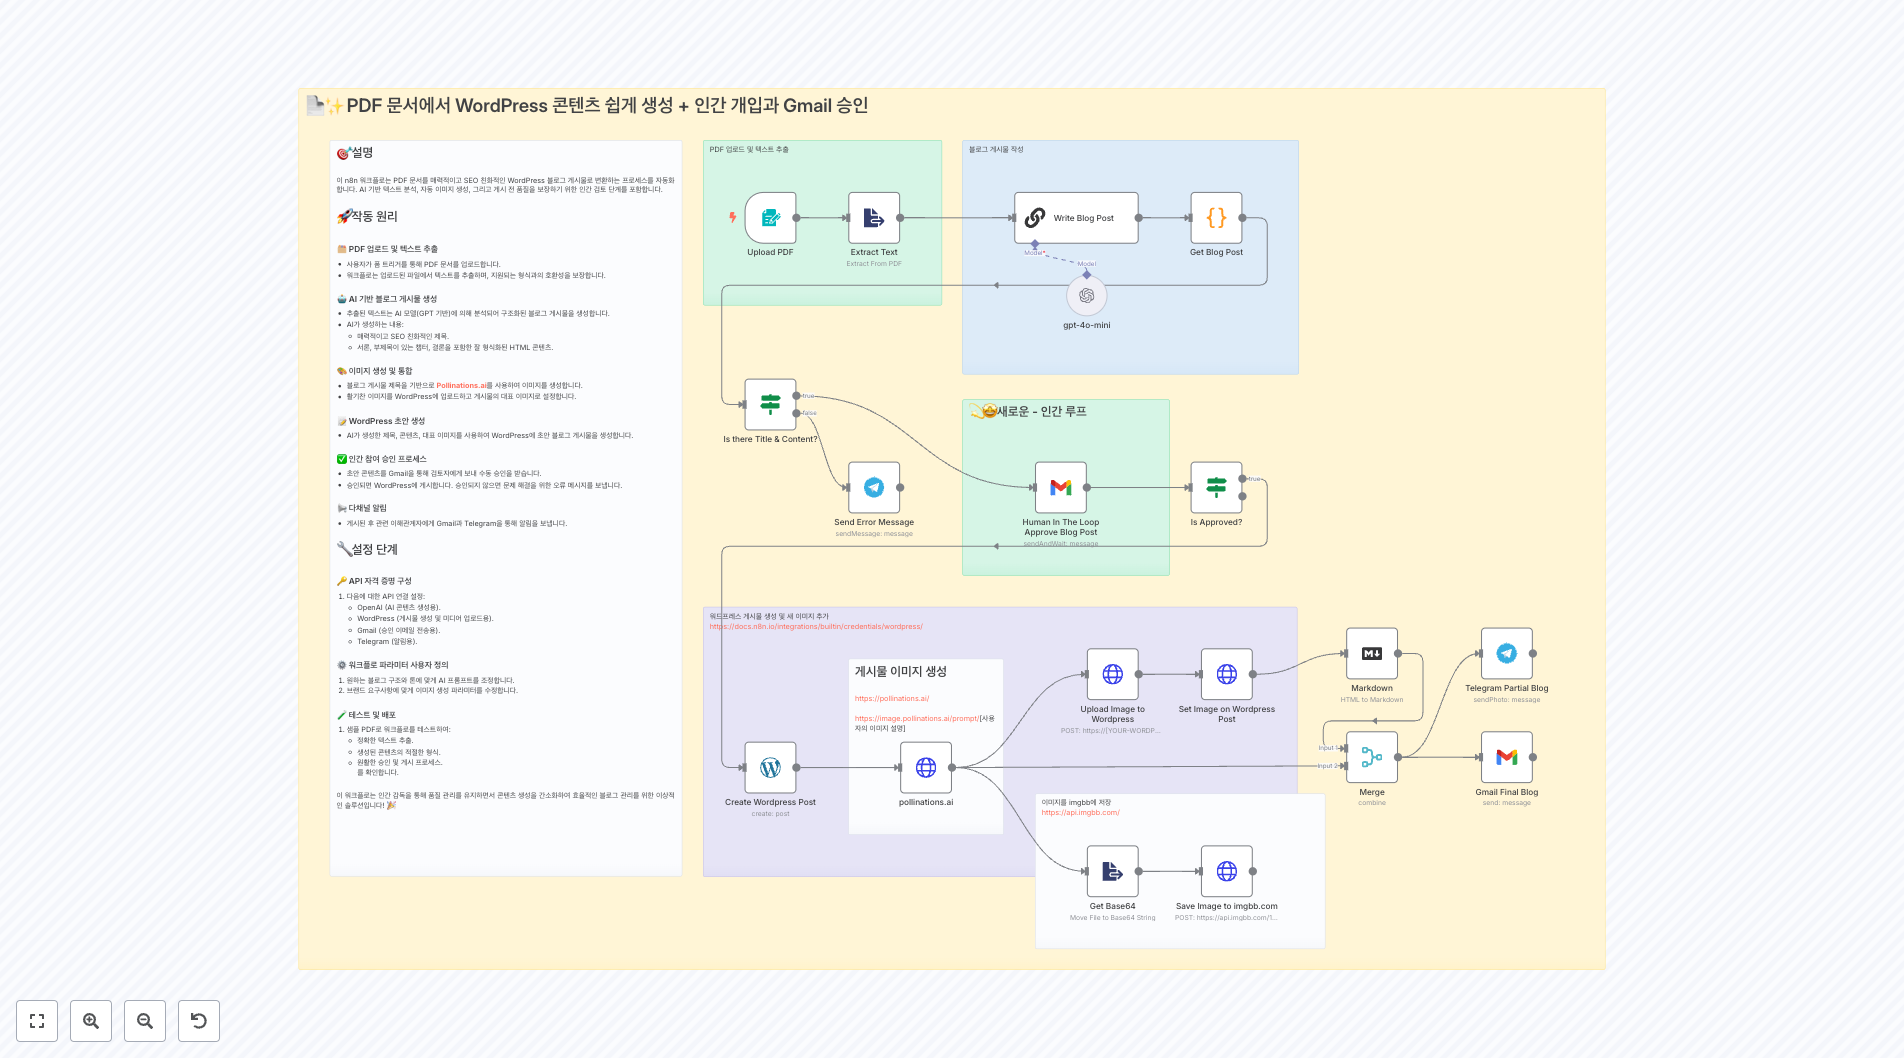 📄✨ PDF 문서에서 WordPress 콘텐츠 쉽게 생성 + 인간 개입과 Gmail 승인
🎯설명
이 n8n 워크플로는 PDF 문서를 매력적이고 SEO 친화적인 WordPress 블로그 게시물로 변환하는 프로세스를 자동화
합니다. AI 기반 텍스트 분석, 자동 이미지 생성, 그리고 게시 전 품질을 보장하기 위한 인간 검토 단계를 포함합니다.
🚀작동 원리
PDF 업로드 및 텍스트 추출
• 사용자가 폼 트리거를 통해 PDF 문서를 업로드합니다.
• 워크플로는 업로드된 파일에서 텍스트를 추출하며, 지원되는 형식과의 호환성을 보장합니다.
AI 기반 블로그 게시물 생성
• 추출된 텍스트는 AI 모델(GPT 기반)에 의해 분석되어 구조화된 블로그 게시물을 생성합니다.
• AI가 생성하는 내용:
◦ 매력적이고 SEO 친화적인 제목.
◦ 서론, 부제목이 있는 챕터, 결론을 포함한 잘 형식화된 HTML 콘텐츠.
🎨 이미지 생성 및 통합
• 블로그 게시물 제목을 기반으로 Pollinations.ai를 사용하여 이미지를 생성합니다.
• 활기찬 이미지를 WordPress에 업로드하고 게시물의 대표 이미지로 설정합니다.
📝 WordPress 초안 생성
• AI가 생성한 제목, 콘텐츠, 대표 이미지를 사용하여 WordPress에 초안 블로그 게시물을 생성합니다.
✅ 인간 참여 승인 프로세스
• 초안 콘텐츠를 Gmail을 통해 검토자에게 보내 수동 승인을 받습니다.
• 승인되면 WordPress에 게시합니다. 승인되지 않으면 문제 해결을 위한 오류 메시지를 보냅니다.
다채널 알림
• 게시된 후 관련 이해관계자에게 Gmail과 Telegram을 통해 알림을 보냅니다.
🔧설정 단계
🔑 API 자격 증명 구성
1. 다음에 대한 API 연결 설정:
◦ OpenAI (AI 콘텐츠 생성용).
◦ WordPress (게시물 생성 및 미디어 업로드용).
◦ Gmail (승인 이메일 전송용).
◦ Telegram (알림용).
⚙️ 워크플로 파라미터 사용자 정의
1. 원하는 블로그 구조와 톤에 맞게 AI 프롬프트를 조정합니다.
2. 브랜드 요구사항에 맞게 이미지 생성 파라미터를 수정합니다.
🧪 테스트 및 배포
1. 샘플 PDF로 워크플로를 테스트하여:
◦ 정확한 텍스트 추출.
◦ 생성된 콘텐츠의 적절한 형식.
◦ 원활한 승인 및 게시 프로세스.
를 확인합니다.
이 워크플로는 인간 감독을 통해 품질 관리를 유지하면서 콘텐츠 생성을 간소화하여 효율적인 블로그 관리를 위한 이상적
인 솔루션입니다! 🎉
PDF 업로드 및 텍스트 추출
Upload PDF
Extract Text
Extract From PDF
블로그 게시물 작성
Write Blog Post
Model*
Model
Get Blog Post
gpt-4o-mini
true
false
Is there Title & Content?
Send Error Message
sendMessage: message
💫🤩새로운 - 인간 루프
Human In The Loop
Approve Blog Post
sendAndWait: message
true
Is Approved?
워드프레스 게시물 생성 및 새 이미지 추가
https://docs.n8n.io/integrations/builtin/credentials/wordpress/
게시물 이미지 생성
https://pollinations.ai/
https://image.pollinations.ai/prompt/[사용
자의 이미지 설명]
Create Wordpress Post
create: post
pollinations.ai
Upload Image to
Wordpress
POST: https://[YOUR-WORDP...
Set Image on Wordpress
Post
이미지를 imgbb에 저장
https://api.imgbb.com/
Get Base64
Move File to Base64 String
Save Image to imgbb.com
POST: https://api.imgbb.com/1...
Markdown
HTML to Markdown
Input 1
Input 2
Merge
combine
Telegram Partial Blog
sendPhoto: message
Gmail Final Blog
send: message